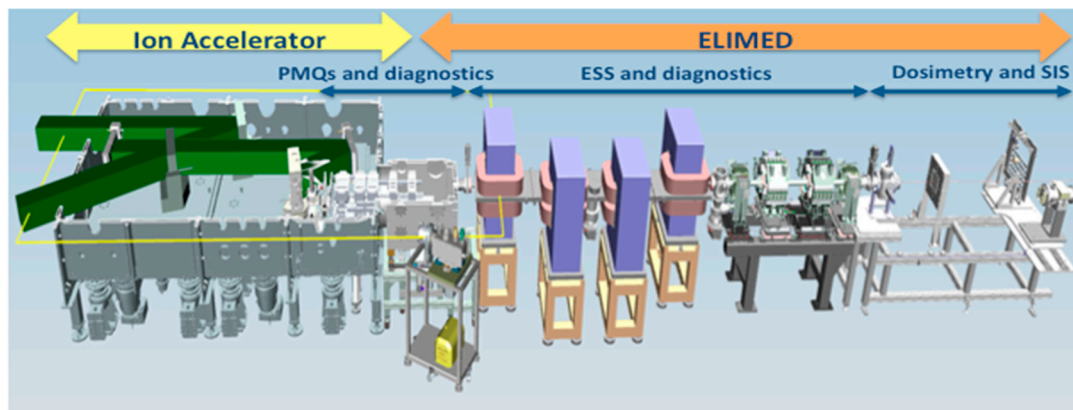 Ion Accelerator
ELIMED
PMQs and diagnostics
ESS and diagnostics
Dosimetry and SIS